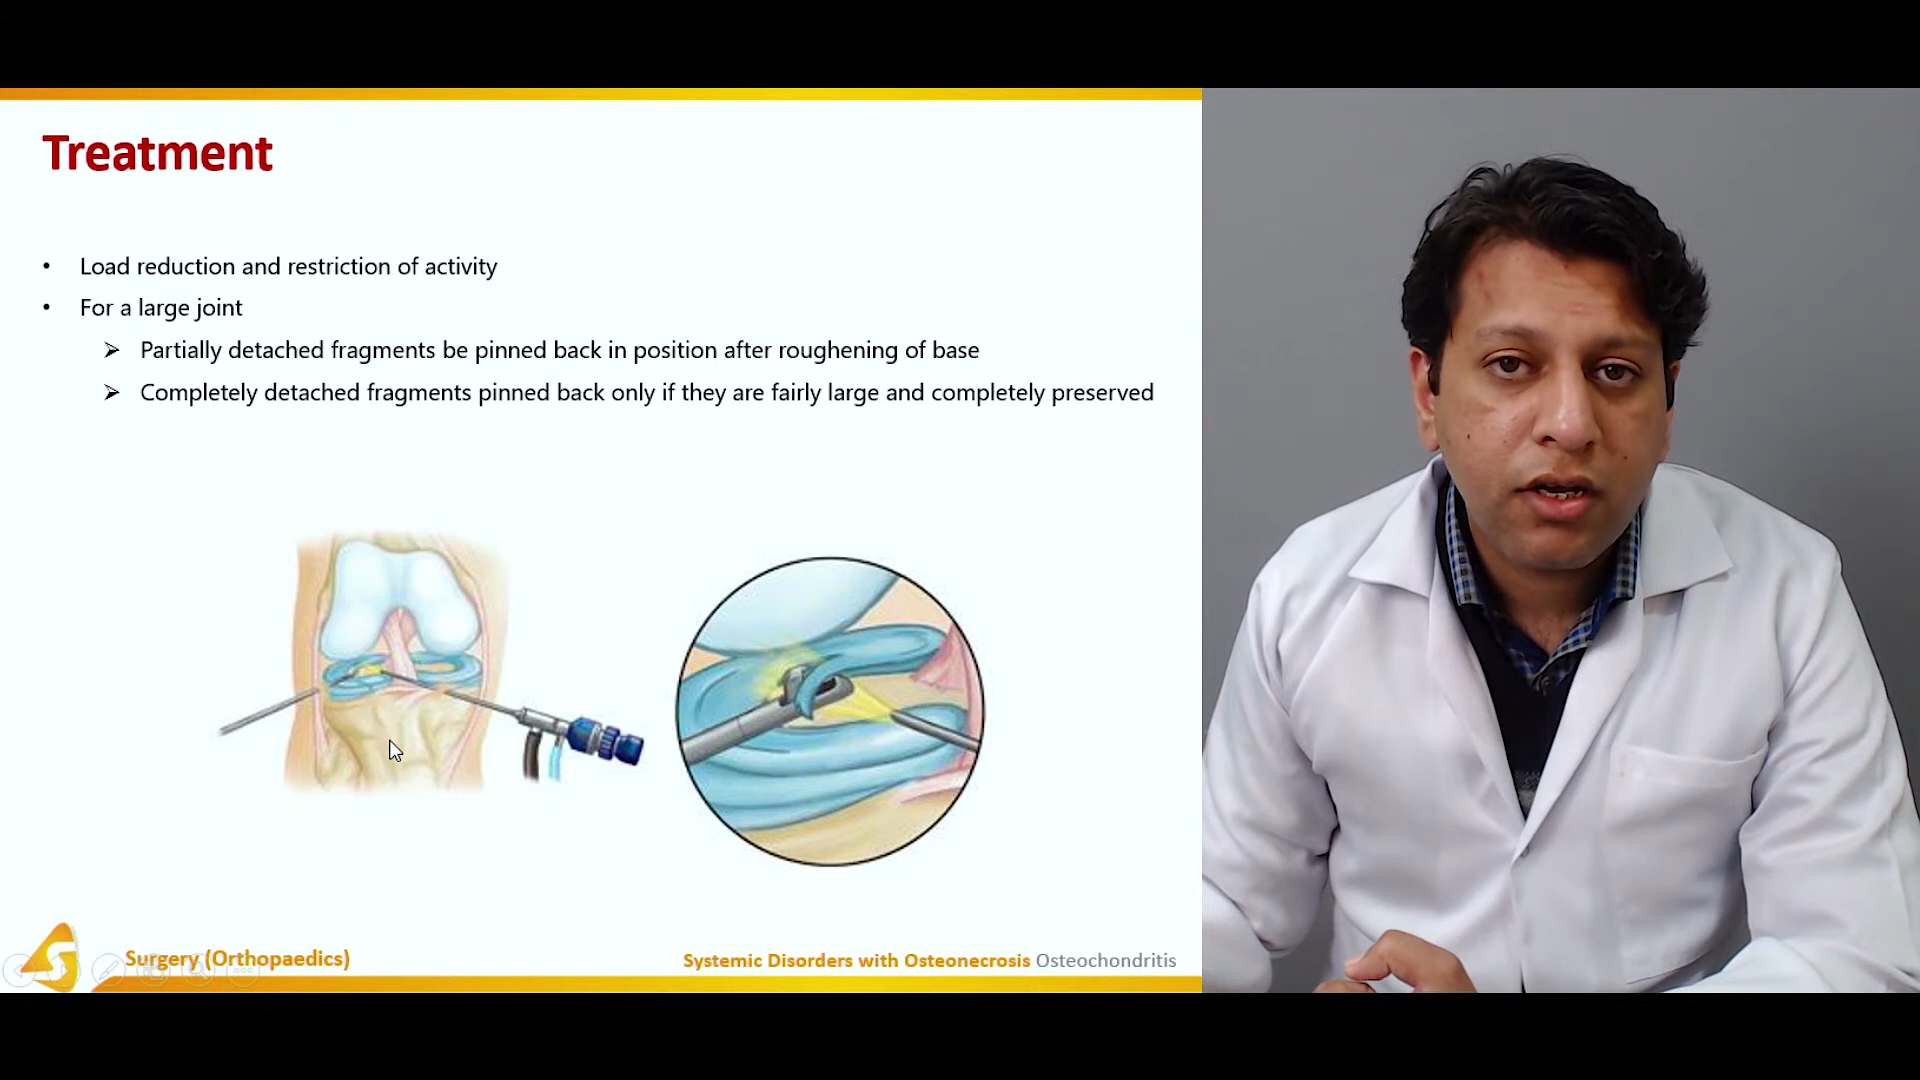 Treatment
• Load reduction and restriction of activity
• For a large joint
➢ Partially detached fragments be pinned back in position after roughening of base
➢ Completely detached fragments pinned back only if they are fairly large and completely preserved
Surgery (Orthopaedics)
Systemic Disorders with Osteonecrosis Osteochondritis